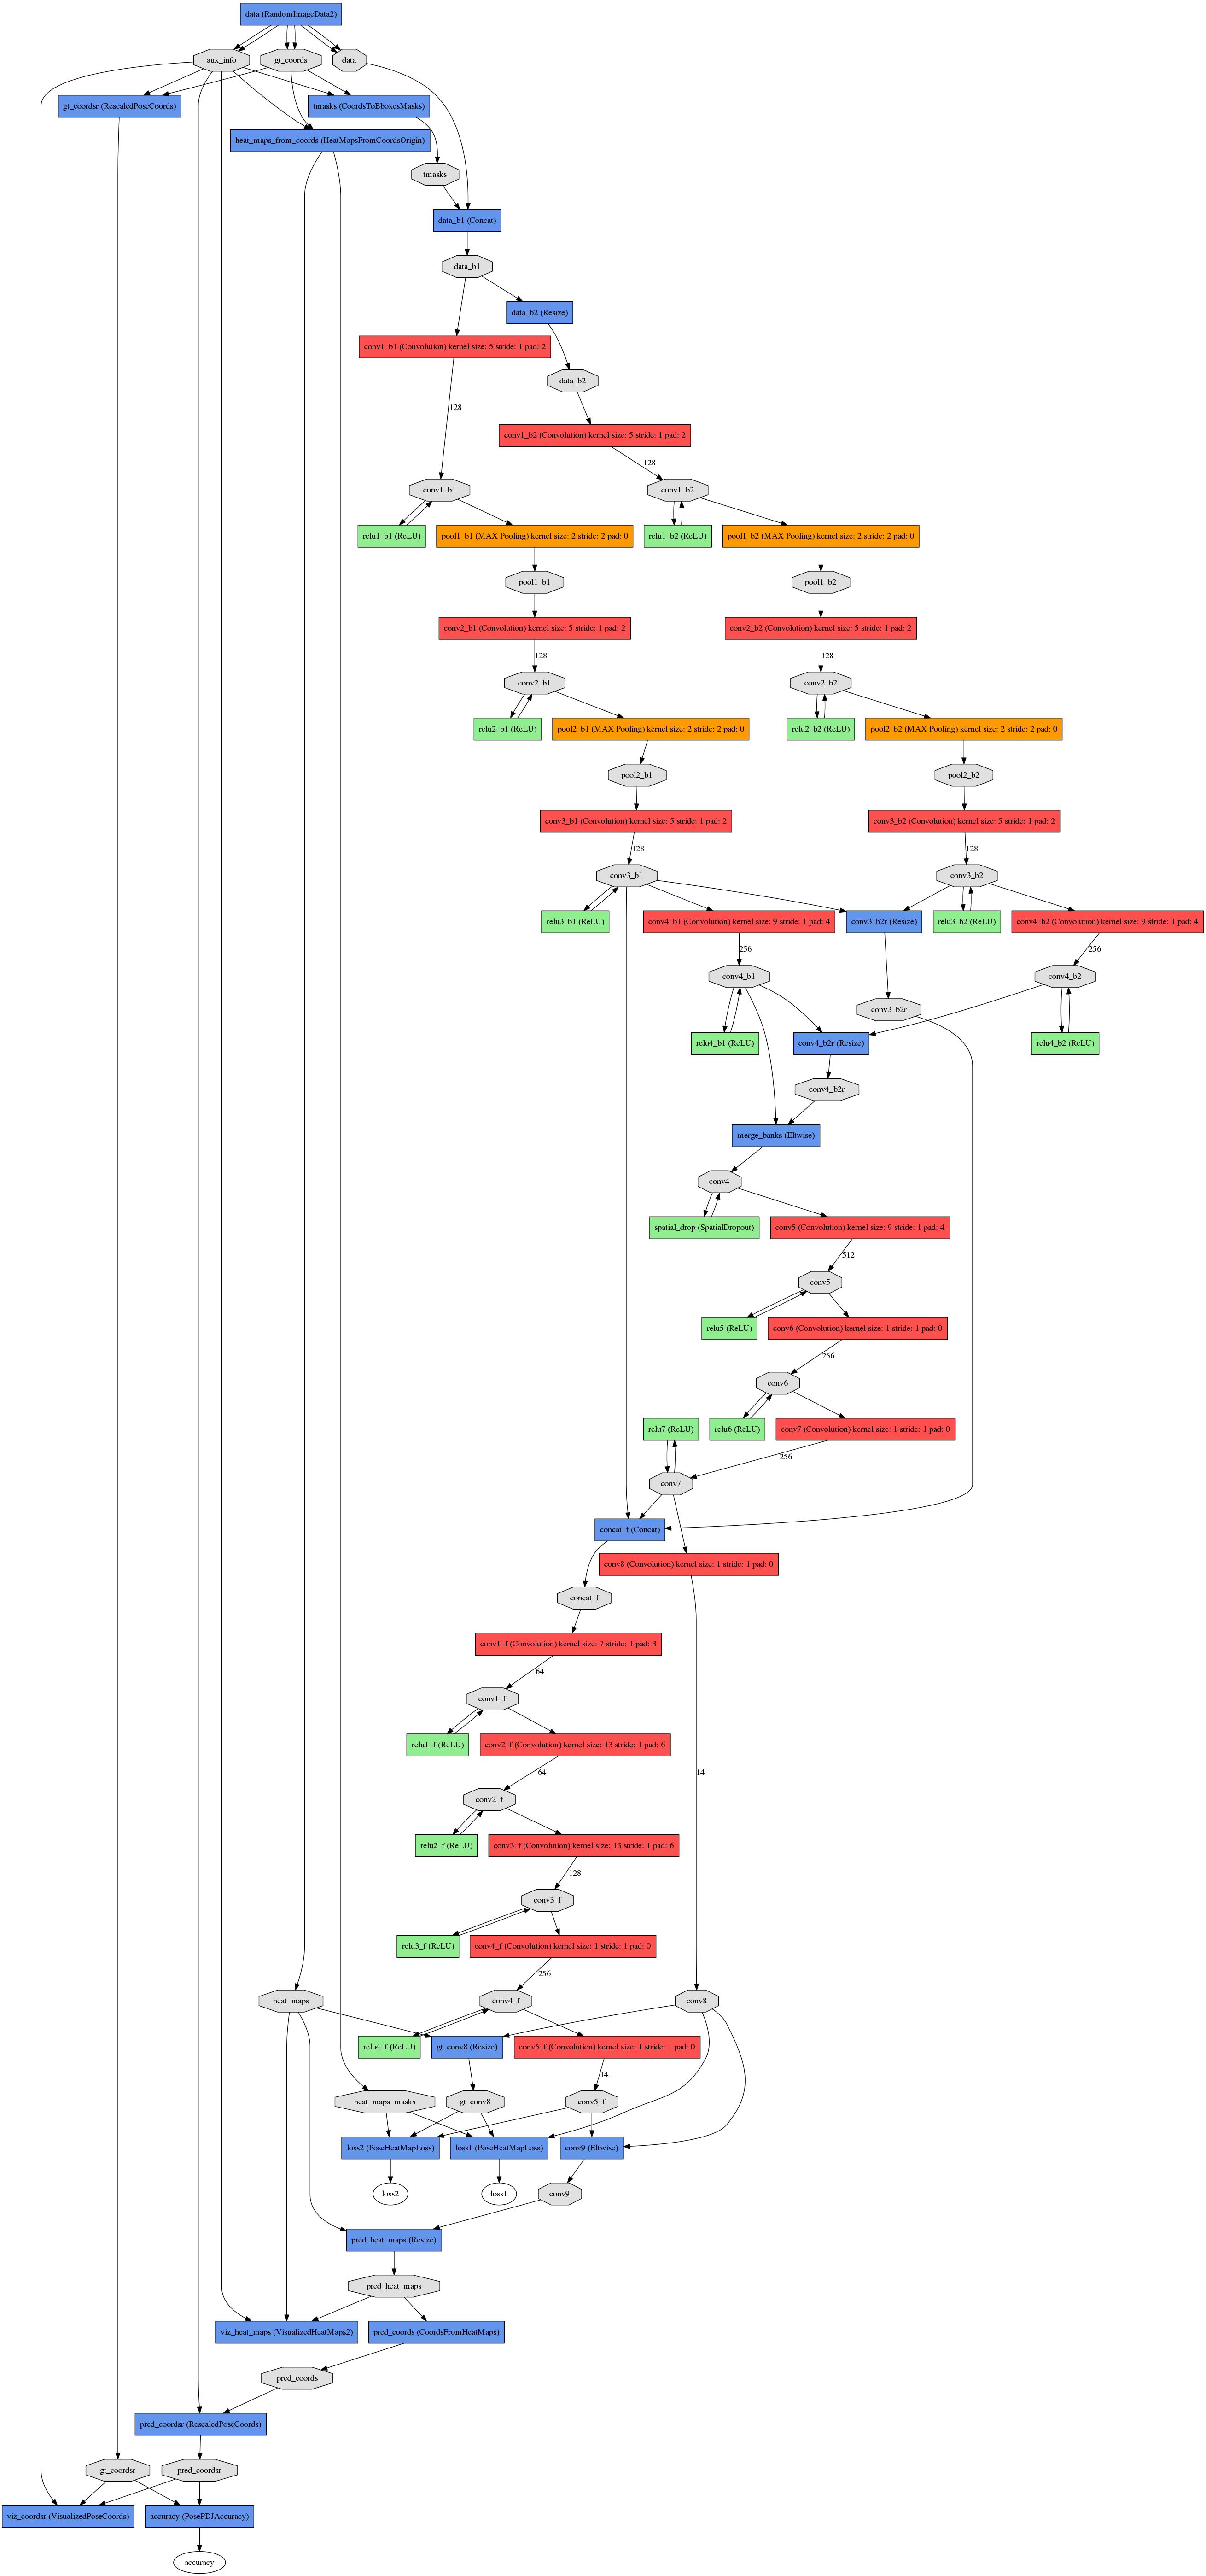 data (RandomImageData2)
aux_info
gt_coords
data
gt_coordsr (RescaledPoseCoords)
tmasks (CoordsToBboxesMasks)
heat_maps_from_coords (HeatMapsFromCoordsOrigin)
tmasks
data_b1 (Concat)
data_b1
data_b2 (Resize)
conv1_b1 (Convolution) kernel size: 5 stride: 1 pad: 2
data_b2
128
conv1_b2 (Convolution) kernel size: 5 stride: 1 pad: 2
128
conv1_b1
conv1_b2
relu1_b1 (ReLU)
pool1_b1 (MAX Pooling) kernel size: 2 stride: 2 pad: 0
relu1_b2 (ReLU)
pool1_b2 (MAX Pooling) kernel size: 2 stride: 2 pad: 0
pool1_b1
pool1_b2
conv2_b1 (Convolution) kernel size: 5 stride: 1 pad: 2
conv2_b2 (Convolution) kernel size: 5 stride: 1 pad: 2
128
128
conv2_b1
conv2_b2
relu2_b1 (ReLU)
pool2_b1 (MAX Pooling) kernel size: 2 stride: 2 pad: 0
relu2_b2 (ReLU)
pool2_b2 (MAX Pooling) kernel size: 2 stride: 2 pad: 0
pool2_b1
pool2_b2
conv3_b1 (Convolution) kernel size: 5 stride: 1 pad: 2
conv3_b2 (Convolution) kernel size: 5 stride: 1 pad: 2
128
128
conv3_b1
conv3_b2
relu3_b1 (ReLU)
conv4_b1 (Convolution) kernel size: 9 stride: 1 pad: 4
conv3_b2r (Resize)
relu3_b2 (ReLU)
conv4_b2 (Convolution) kernel size: 9 stride: 1 pad: 4
256
256
conv4_b1
conv4_b2
conv3_b2r
relu4_b1 (ReLU)
conv4_b2r (Resize)
relu4_b2 (ReLU)
conv4_b2r
merge_banks (Eltwise)
conv4
spatial_drop (SpatialDropout)
conv5 (Convolution) kernel size: 9 stride: 1 pad: 4
512
conv5
relu5 (ReLU)
conv6 (Convolution) kernel size: 1 stride: 1 pad: 0
256
conv6
relu7 (ReLU)
relu6 (ReLU)
conv7 (Convolution) kernel size: 1 stride: 1 pad: 0
256
conv7
concat_f (Concat)
conv8 (Convolution) kernel size: 1 stride: 1 pad: 0
concat_f
conv1_f (Convolution) kernel size: 7 stride: 1 pad: 3
64
conv1_f
relu1_f (ReLU)
conv2_f (Convolution) kernel size: 13 stride: 1 pad: 6
64
14
conv2_f
relu2_f (ReLU)
conv3_f (Convolution) kernel size: 13 stride: 1 pad: 6
128
conv3_f
relu3_f (ReLU)
conv4_f (Convolution) kernel size: 1 stride: 1 pad: 0
256
heat_maps
conv4_f
conv8
relu4_f (ReLU)
gt_conv8 (Resize)
conv5_f (Convolution) kernel size: 1 stride: 1 pad: 0
14
heat_maps_masks
gt_conv8
conv5_f
loss2 (PoseHeatMapLoss)
loss1 (PoseHeatMapLoss)
conv9 (Eltwise)
loss2
loss1
conv9
pred_heat_maps (Resize)
pred_heat_maps
viz_heat_maps (VisualizedHeatMaps2)
pred_coords (CoordsFromHeatMaps)
pred_coords
pred_coordsr (RescaledPoseCoords)
gt_coordsr
pred_coordsr
viz_coordsr (VisualizedPoseCoords)
accuracy (PosePDJAccuracy)
accuracy